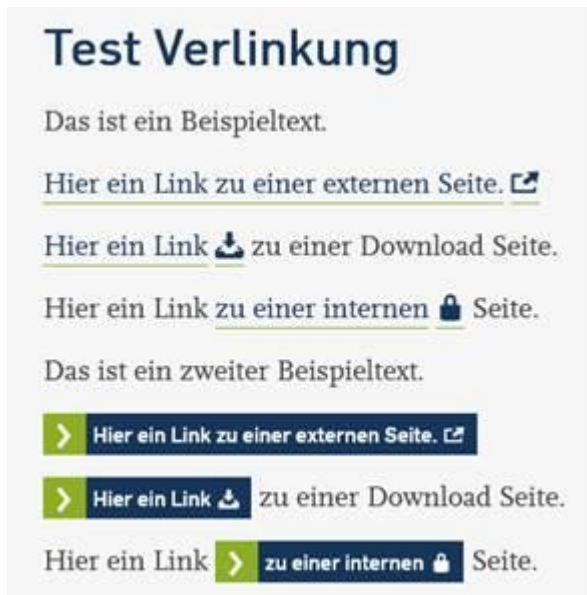 Test Verlinkung
Das ist ein Beispieltext.
Hier ein Link zu einer externen Seite.
Hier ein Link zu einer Download Seite.
Hier ein Link zu einer internen Seite.
Das ist ein zweiter Beispieltext.
Hier ein Link zu einer externen Seite.
Hier ein Link zu einer Download Seite.
Hier ein Link zu einer internen Seite.